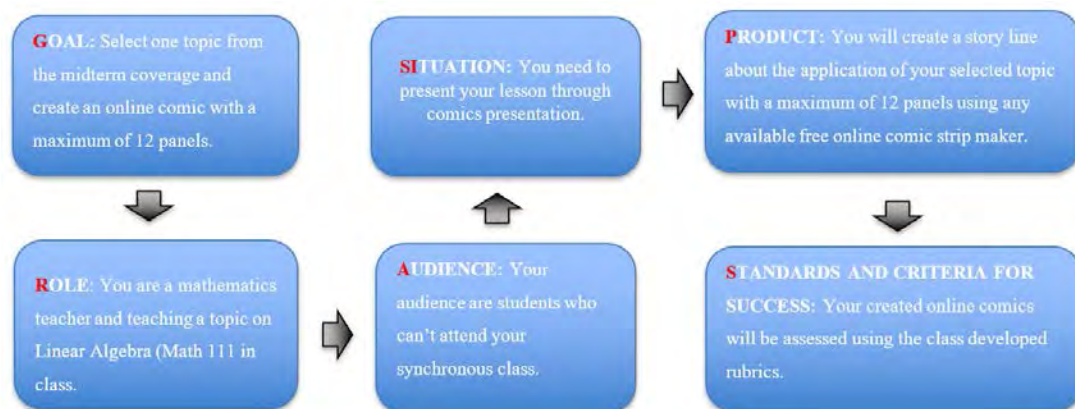 GOAL: Select one topic from
the midterm coverage and
create an online comic with a
maximum of 12 panels.
ROLE: You are a mathematics
teacher and teaching a topic on
Linear Algebra (Math 111 in
class.
AUDIENCE: Your
audience are students who
can't attend your
synchronous class.
SITUATION: You need to
present your lesson through
comics presentation.
PRODUCT: You will create a story
line about the application of your
selected topic
with a maximum of 12 panels using any
available free online comic strip maker.
STANDARDS AND CRITERIA FOR
SUCCESS: Your created online comics
will be assessed using the class developed
rubrics.